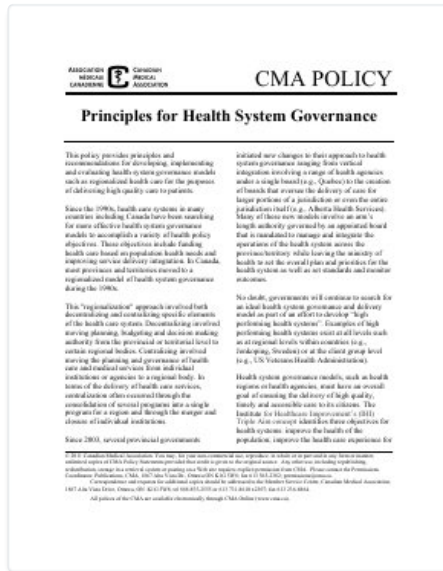 ASSOCIATION
MÉDICALE
CANADIENNE
CANADIAN
MEDICAL
ASSOCIATION
CMA POLICY
Principles for Health System Governance
This policy provides principles and
recommendations for developing, implementing
and evaluating health system governance models
such as regionalized health care for the purposes
of delivering high quality care to patients.
Since the 1990s, health care systems in many
countries including Canada have been searching
for more effective health system governance
models to accomplish a variety of health policy
objectives. These objectives include funding
health care based on population health needs and
improving service delivery integration. In Canada,
most provinces and territories moved to a
regionalized model of health system governance
during the 1990s.
This "regionalization" approach involved both
decentralizing and centralizing specific elements
of the health care system. Decentralizing involved
moving planning, budgeting and decision making
authority from the provincial or territorial level to
certain regional bodies. Centralizing involved
moving the planning and governance of health
care and medical services from individual
institutions or agencies to a regional body. In
terms of the delivery of health care services,
centralization often occurred through the
consolidation of several programs into a single
program for a region and through the merger and
closure of individual institutions.
Since 2003, several provincial governments
initiated new changes to their approach to health
system governance ranging from vertical
integration involving a range of health agencies
under a single board (e.g., Quebec) to the creation
of boards that oversee the delivery of care for
larger portions of a jurisdiction or even the entire
jurisdiction itself (e.g., Alberta Health Services).
Many of these new models involve an arm's
length authority governed by an appointed board
that is mandated to manage and integrate the
operations of the health system across the
province/territory while leaving the ministry of
health to set the overall plan and priorities for the
health system as well as set standards and monitor
outcomes.
No doubt, governments will continue to search for
an ideal health system governance and delivery
model as part of an effort to develop "high
performing health systems". Examples of high
performing health systems exist at all levels such
as at regional levels within countries (e.g.,
Jonkoping, Sweden) or at the client group level
(e.g., US Veterans Health Administration).
Health system governance models, such as health
regions or health agencies, must have an overall
goal of ensuring the delivery of high quality,
timely and accessible care to its citizens. The
Institute for Healthcare Improvement's (IHI)
Triple Aim concept identifies three objectives for
health systems: improve the health of the
population, improve the health care experience for
All policies of the CMA are available electronically through CMA Online